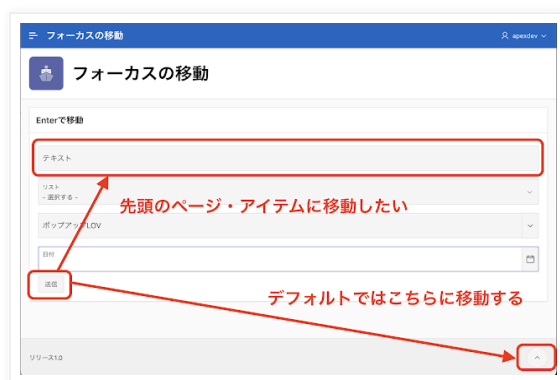 フォーカスの移動
apexdev
フォーカスの移動
Enterで移動
テキスト
リスト
- 選択する -
先頭のページ・アイテムに移動したい
ポップアップLOV
日付
送信
デフォルトではこちらに移動する
リリース1.0